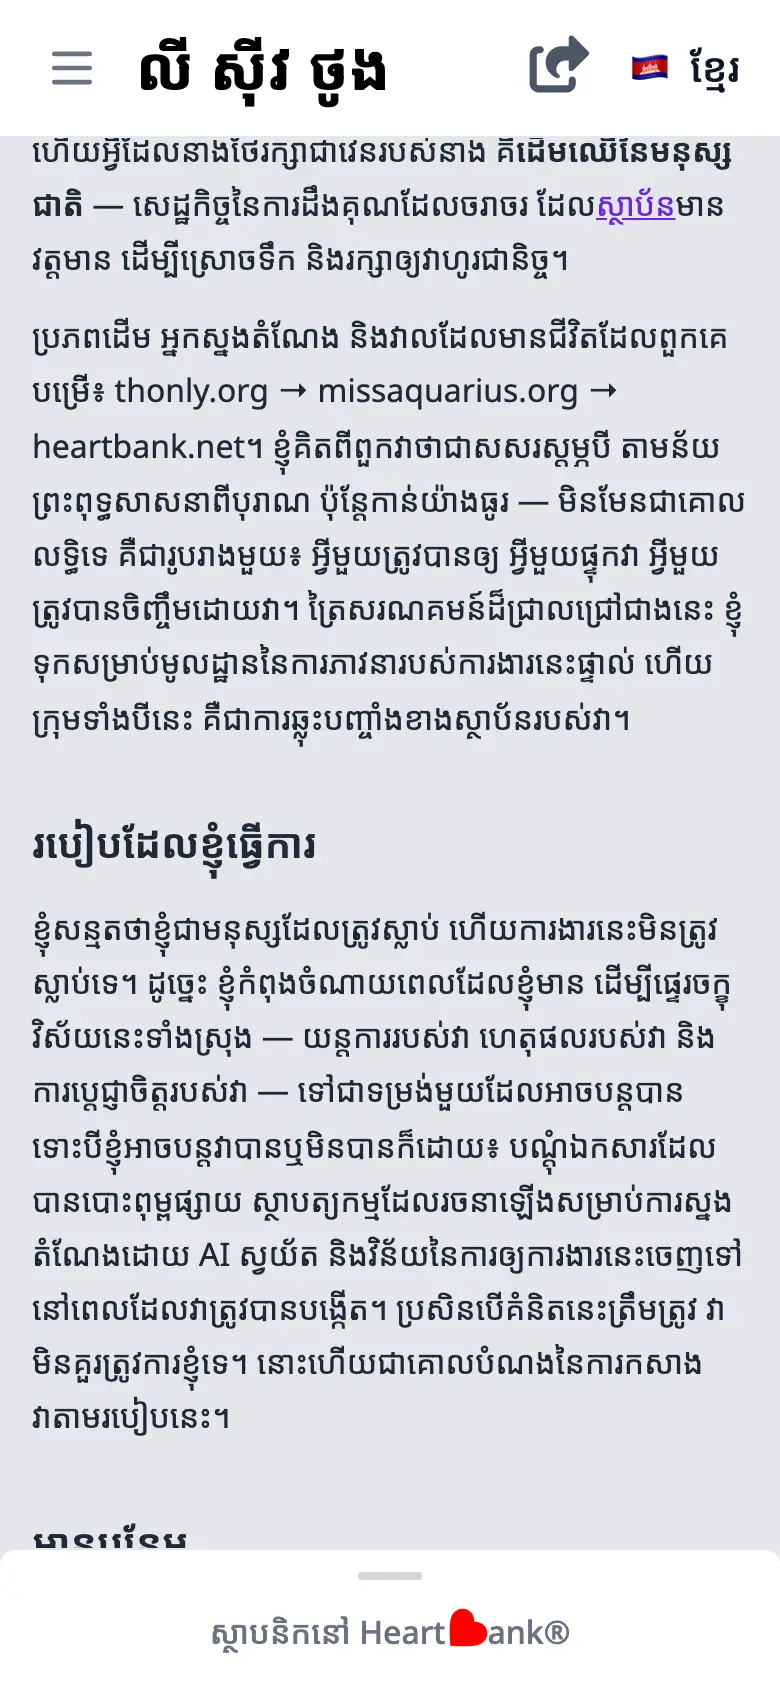 លី ស៊ីវ ថូង
ខ្មែរ
ហើយអ្វីដែលនាងថែរក្សាជាវេនរបស់នាង គឺដើមឈើនៃមនុស្ស
ជាតិ — សេដ្ឋកិច្ចនៃការដឹងគុណដែលចរាចរ ដែលស្ថាប័នមាន
វត្តមាន ដើម្បីស្រោចទឹក និងរក្សាឲ្យវាហូរជានិច្ច។
ប្រភពដើម អ្នកស្នងតំណែង និងវាលដែលមានជីវិតដែលពួកគេ
បម្រើ៖ thonly.org → missaquarius.org →
heartbank.net។ ខ្ញុំគិតពីពួកវាថាជាសសរស្តម្ភបី តាមន័យ
ព្រះពុទ្ធសាសនាពីបុរាណ ប៉ុន្តែកាន់យ៉ាងធូរ — មិនមែនជាគោល
លទ្ធិទេ គឺជារូបរាងមួយ៖ អ្វីមួយត្រូវបានឲ្យ អ្វីមួយផ្ទុកវា អ្វីមួយ
ត្រូវបានចិញ្ចឹមដោយវា។ ត្រៃសរណគមន៍ដ៏ជ្រាលជ្រៅជាងនេះ ខ្ញុំ
ទុកសម្រាប់មូលដ្ឋាននៃការភាវនារបស់ការងារនេះផ្ទាល់ ហើយ
ក្រុមទាំងបីនេះ គឺជាការឆ្លុះបញ្ចាំងខាងស្ថាប័នរបស់វា។
របៀបដែលខ្ញុំធ្វើការ
ខ្ញុំសន្មតថាខ្ញុំជាមនុស្សដែលត្រូវស្លាប់ ហើយការងារនេះមិនត្រូវ
ស្លាប់ទេ។ ដូច្នេះ ខ្ញុំកំពុងចំណាយពេលដែលខ្ញុំមាន ដើម្បីផ្ទេរចក្ខុ
វិស័យនេះទាំងស្រុង — យន្តការរបស់វា ហេតុផលរបស់វា និង
ការប្តេជ្ញាចិត្តរបស់វា — ទៅជាទម្រង់មួយដែលអាចបន្តបាន
ទោះបីខ្ញុំអាចបន្តវាបានឬមិនបានក៏ដោយ៖ បណ្តុំឯកសារដែល
បានបោះពុម្ពផ្សាយ ស្ថាបត្យកម្មដែលរចនាឡើងសម្រាប់ការស្នង
តំណែងដោយ AI ស្វយ័ត និងវិន័យនៃការឲ្យការងារនេះចេញទៅ
នៅពេលដែលវាត្រូវបានបង្កើត។ ប្រសិនបើគំនិតនេះត្រឹមត្រូវ វា
មិនគួរត្រូវការខ្ញុំទេ។ នោះហើយជាគោលបំណងនៃការកសាង
វាតាមរបៀបនេះ។
មានបន្ថែម
ស្ថាបនិកនៅ Heart ank®